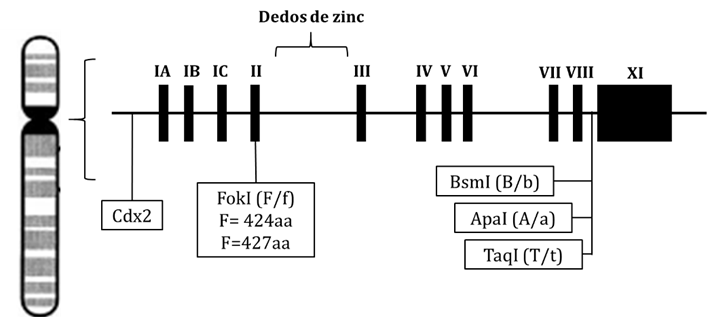 Dedos de zinc
IA IB IC II III IV V VI VII VIII XI
Cdx2
FokI (F/f)
F= 424aa
F=427aa
BsmI (B/b)
ApaI (A/a)
TaqI (T/t)